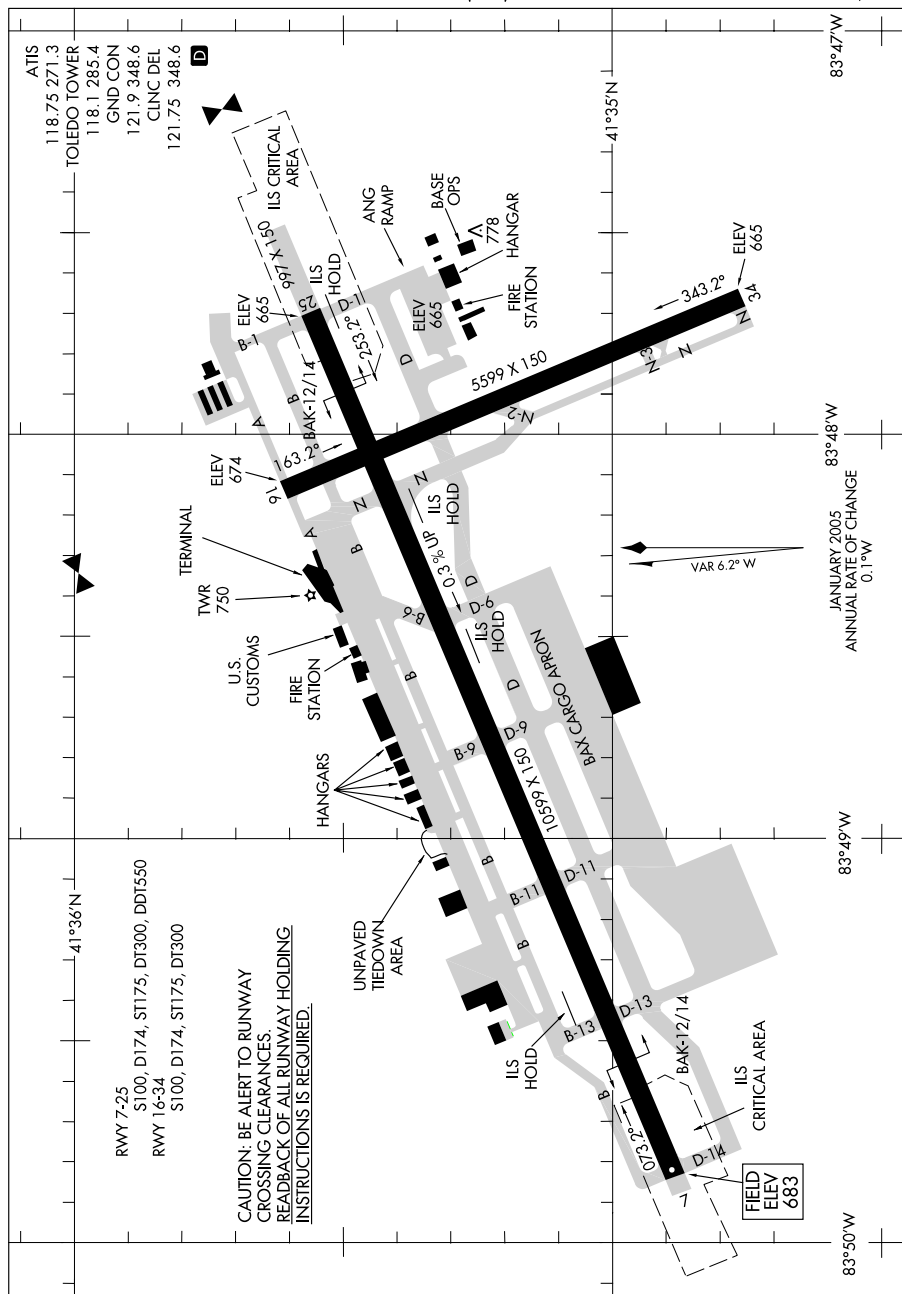 ATIS
118.75 271.3
TOLEDO TOWER
118.1 285.4
GND CON
121.9 348.6
CLNC DEL
121.75 348.6
D
83°47'W
41°35'N
41°36'N
83°48'W
83°49'W
83°50'W
997 X 150
ILS CRITICAL
AREA
ANG
RAMP
BASE
OPS
778
HANGAR
FIRE
STATION
ELEV
665
ELEV
665
ILS
HOLD
25
D-1
B-1
253.2°
ELEV
665
343.2°
34
N
N-3
N
N-2
5599 X 150
D
BAK-12/14
B
A
163.2°
ELEV
674
16
A
B
N
N
ILS
HOLD
0.3% UP
TERMINAL
TWR
750
U.S.
CUSTOMS
FIRE
STATION
B-6
D-6
D
ILS
HOLD
B
D
B-9
D-9
BAX CARGO APRON
10599 X 150
HANGARS
UNPAVED
TIEDOWN
AREA
B
B-11
D-11
B
ILS
HOLD
B-13
D-13
BAK-12/14
B
073.2°
ILS
CRITICAL AREA
D-14
7
FIELD
ELEV
683
VAR 6.2° W
JANUARY 2005
ANNUAL RATE OF CHANGE
0.1°W
RWY 7-25
S100, D174, ST175, DT300, DDT550
RWY 16-34
S100, D174, ST175, DT300
CAUTION: BE ALERT TO RUNWAY
CROSSING CLEARANCES.
READBACK OF ALL RUNWAY HOLDING
INSTRUCTIONS IS REQUIRED.